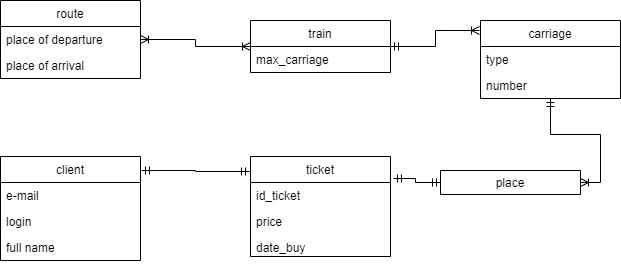 route
place of departure
place of arrival
train
max_carriage
carriage
type
number
client
e-mail
login
full name
ticket
id_ticket
price
date_buy
place